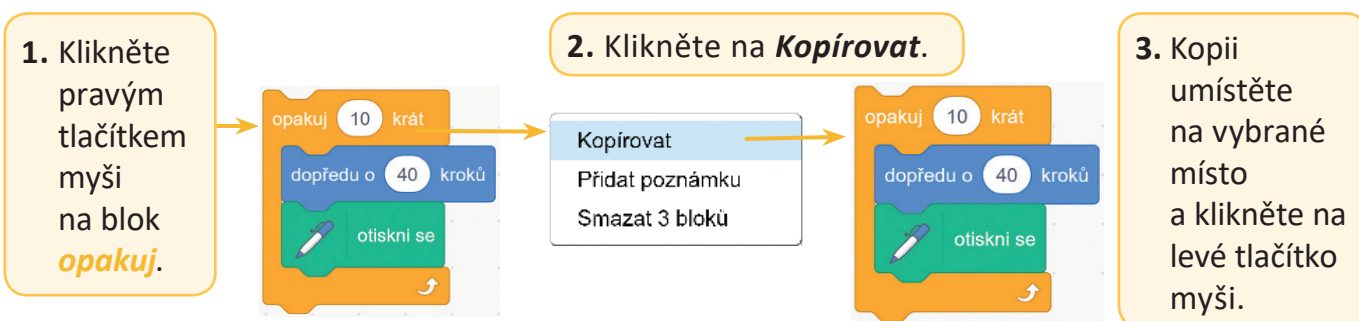 1. Klikněte
pravým
tlačítkem
myši
na blok
opakuj.
opakuj 10 krát
dopředu o 40 kroků
otiskni se
2. Klikněte na Kopírovat.
Kopírovat
Přidat poznámku
Smazat 3 bloků
opakuj 10 krát
dopředu o 40 kroků
otiskni se
3. Kopii
umístěte
na vybrané
místo
a klikněte na
levé tlačítko
myši.